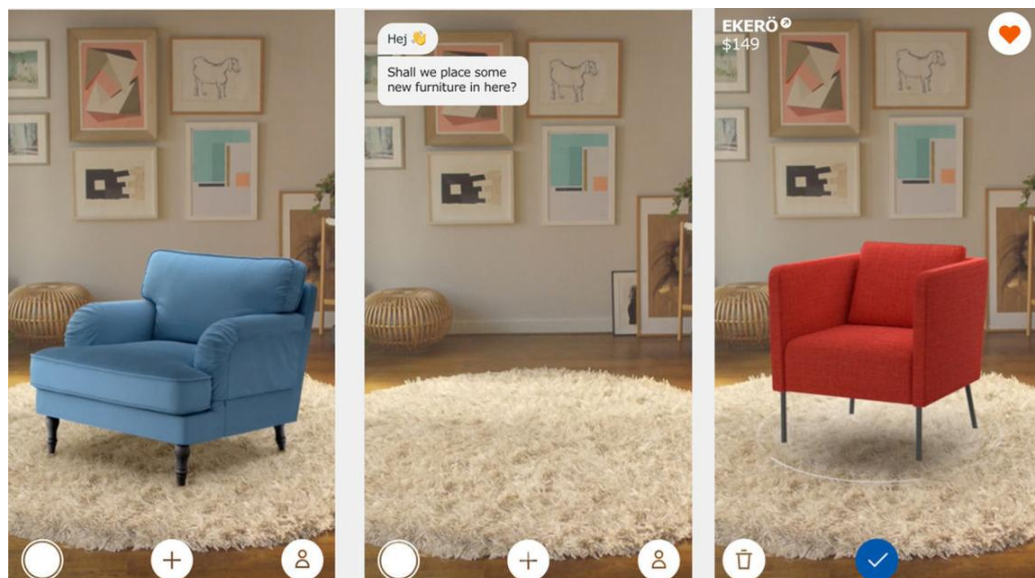 Hej 👋
Shall we place some
new furniture in here?
EKERÖ
$149